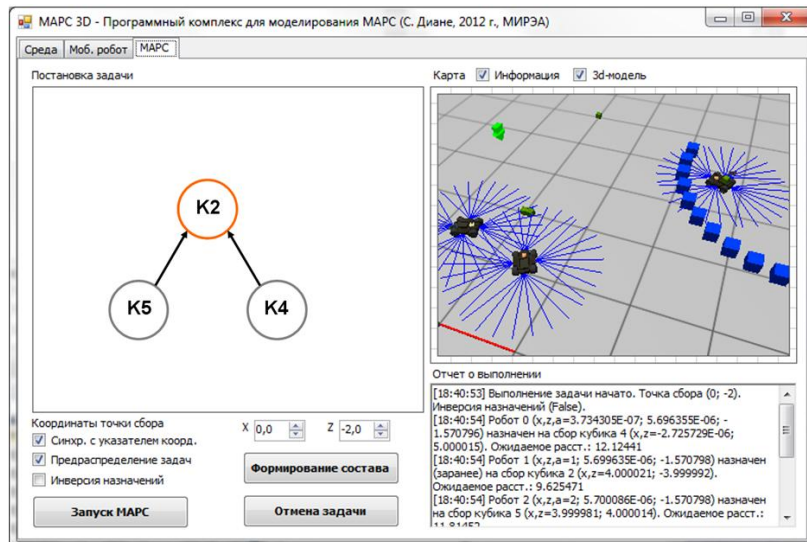 МАРС 3D - Программный комплекс для моделирования МАРС (С. Диане, 2012 г., МИРЭА)
Среда Моб. робот МАРС
Постановка задачи
Карта Информация 3d-модель
K2
K5 K4
Координаты точки сбора
Синхр. с указателем коорд.
Предраспределение задач
Инверсия назначений
X 0,0 Z -2,0
Формирование состава
Запуск МАРС
Отмена задачи
Отчет о выполнении
[18:40:53] Выполнение задачи начато. Точка сбора (0; -2).
Инверсия назначений (False).
[18:40:54] Робот 0 (x,z,a=3.734305E-07; 5.696355E-06; -
1.570796) назначен на сбор кубика 4 (x,z=-2.725729E-06;
5.000015). Ожидаемое расст.: 12.12441
[18:40:54] Робот 1 (x,z,a=1; 5.699635E-06; -1.570798) назначен
(заранее) на сбор кубика 2 (x,z=4.000021; -3.999992).
Ожидаемое расст.: 9.625471
[18:40:54] Робот 2 (x,z,a=2; 5.700086E-06; -1.570798) назначен
на сбор кубика 5 (x,z=3.999981; 4.000014). Ожидаемое расст.:
11.81452